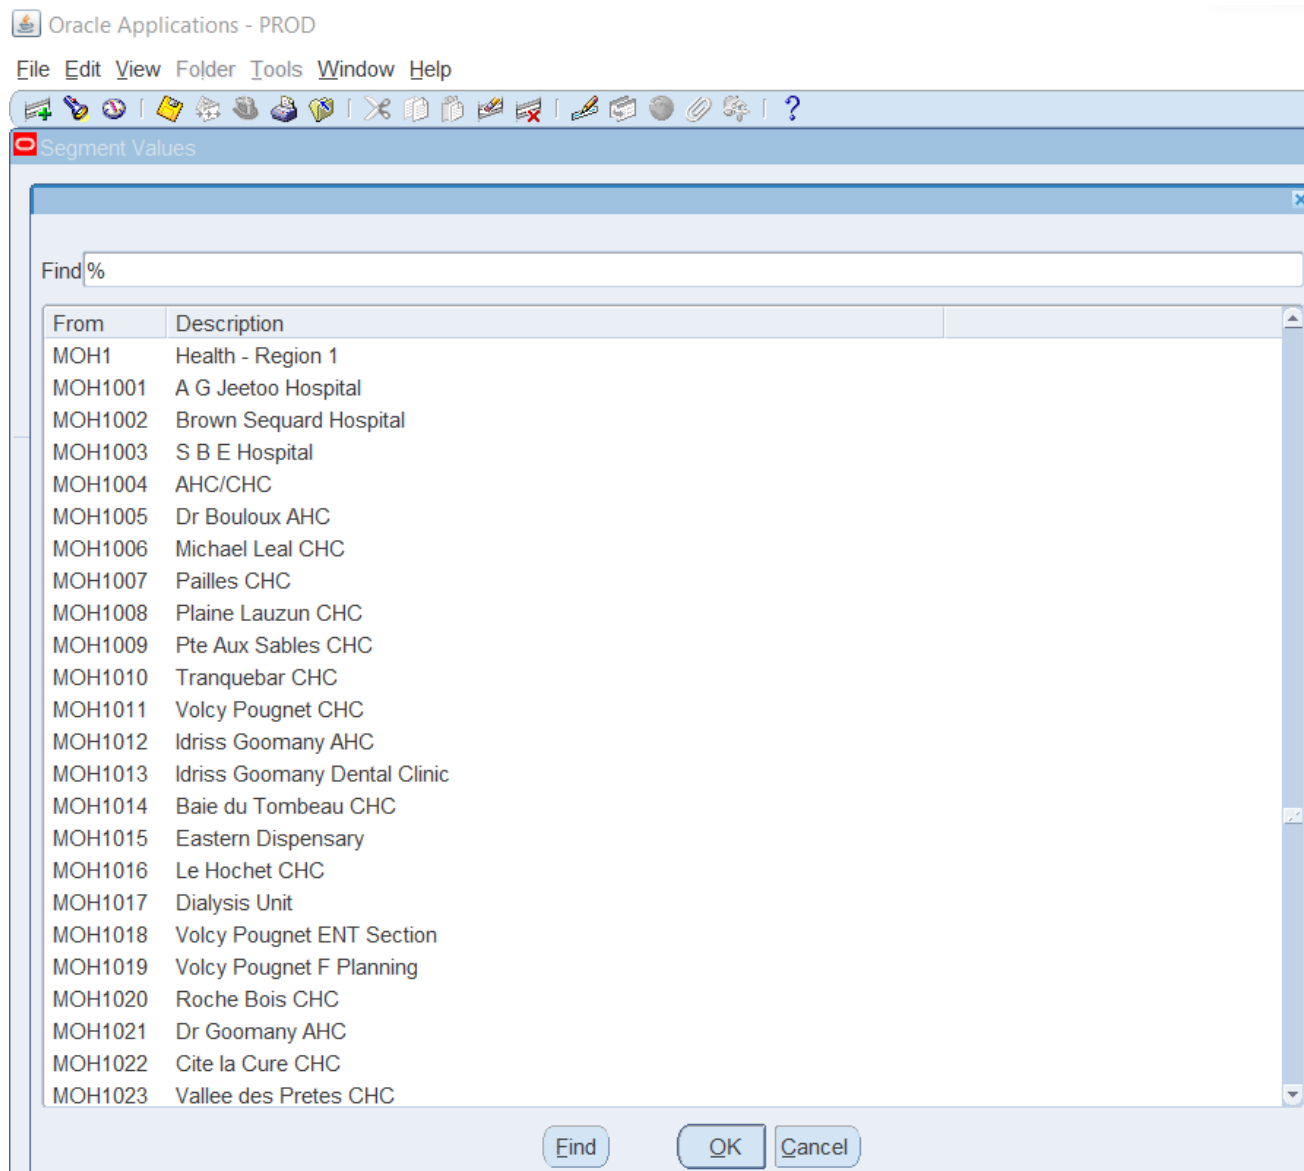 Oracle Applications - PROD
File Edit View Folder Tools Window Help
?
Segment Values
Find %
From Description
MOH1 Health - Region 1
MOH1001 A G Jeetoo Hospital
MOH1002 Brown Sequard Hospital
MOH1003 S B E Hospital
MOH1004 AHC/CHC
MOH1005 Dr Bouloux AHC
MOH1006 Michael Leal CHC
MOH1007 Pailles CHC
MOH1008 Plaine Lauzun CHC
MOH1009 Pte Aux Sables CHC
MOH1010 Tranquebar CHC
MOH1011 Volcy Pougnet CHC
MOH1012 Idriss Goomany AHC
MOH1013 Idriss Goomany Dental Clinic
MOH1014 Baie du Tombeau CHC
MOH1015 Eastern Dispensary
MOH1016 Le Hochet CHC
MOH1017 Dialysis Unit
MOH1018 Volcy Pougnet ENT Section
MOH1019 Volcy Pougnet F Planning
MOH1020 Roche Bois CHC
MOH1021 Dr Goomany AHC
MOH1022 Cite la Cure CHC
MOH1023 Vallee des Pretes CHC
Find OK Cancel